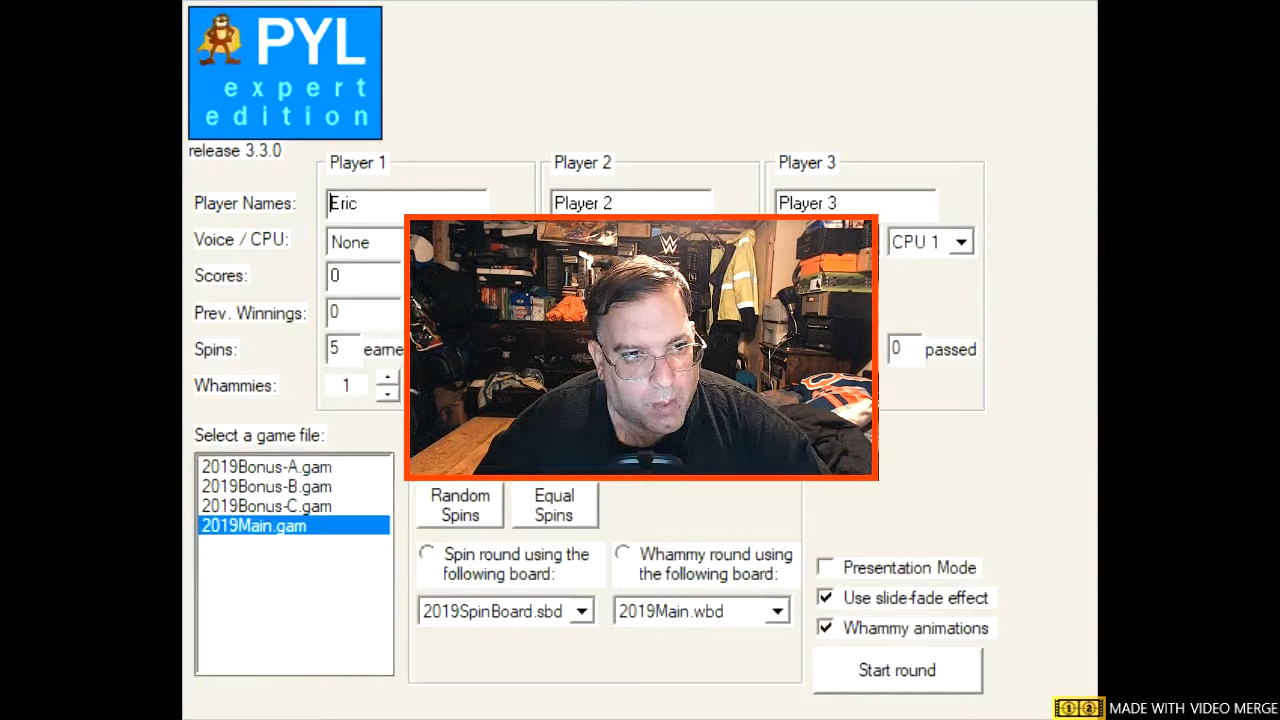 PYL
expert
edition
release 3.3.0
Player 1
Player 2
Player 3
Player Names:
Eric
Player 2
Player 3
Voice / CPU:
None
CPU 1
Scores:
0
Prev. Winnings:
0
Spins:
5
earne
0
passed
Whammies:
1
Select a game file:
2019Bonus-A.gam
2019Bonus-B.gam
2019Bonus-C.gam
2019Main.gam
Random
Spins
Equal
Spins
Spin round using the
following board:
Whammy round using
the following board:
2019SpinBoard.sbd
2019Main.wbd
Presentation Mode
Use slide-fade effect
Whammy animations
Start round
W
MADE WITH VIDEO MERGE